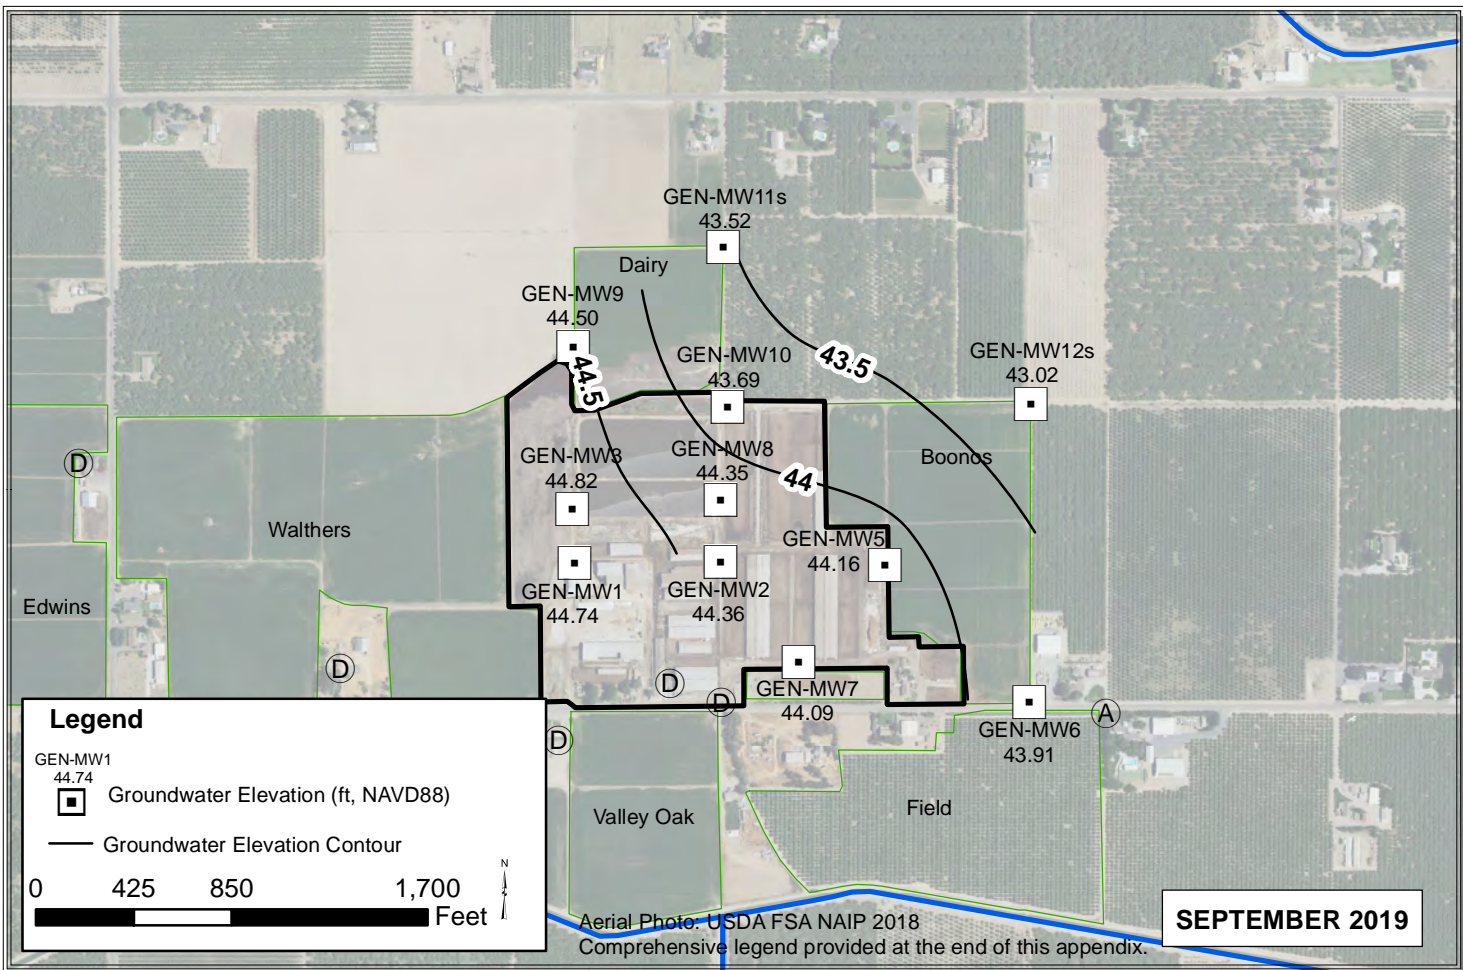 GEN-MW11s
43.52
Dairy
GEN-MW9
44.50
GEN-MW10
43.69
43.5
GEN-MW12s
43.02
44.5
GEN-MW3
44.82
GEN-MW8
44.35
44
Boonos
D
Walthers
GEN-MW5
44.16
GEN-MW1
44.74
GEN-MW2
44.36
Edwins
D
D
D
D
GEN-MW7
44.09
GEN-MW6
43.91
A
Valley Oak
Field
Legend
GEN-MW1
44.74
Groundwater Elevation (ft, NAVD88)
Groundwater Elevation Contour
0 425 850 1,700
Feet
N
Aerial Photo: USDA FSA NAIP 2018
Comprehensive legend provided at the end of this appendix.
SEPTEMBER 2019